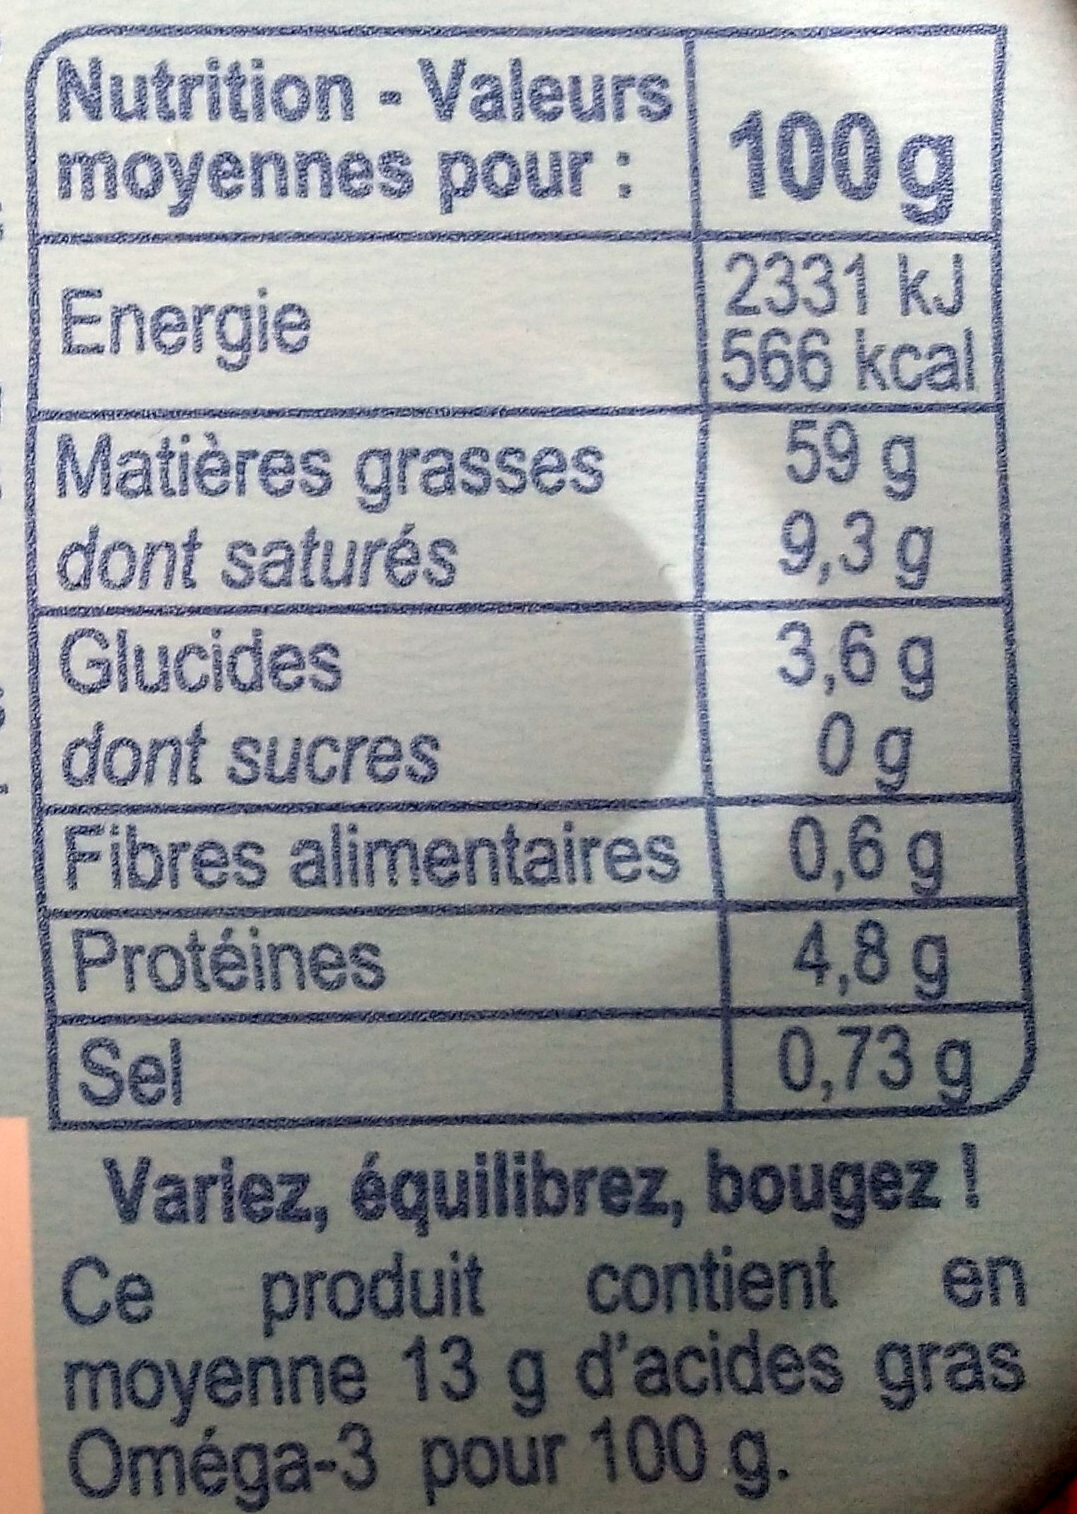 Nutrition - Valeurs
moyennes pour : 100 g
Energie 2331 kJ
566 kcal
Matières grasses 59 g
dont saturés 9,3 g
Glucides 3,6 g
dont sucres 0 g
Fibres alimentaires 0,6 g
Protéines 4,8 g
Sel 0,73 g
Variez, équilibrez, bougez !
Ce produit contient en
moyenne 13 g d'acides gras
Oméga-3 pour 100 g.